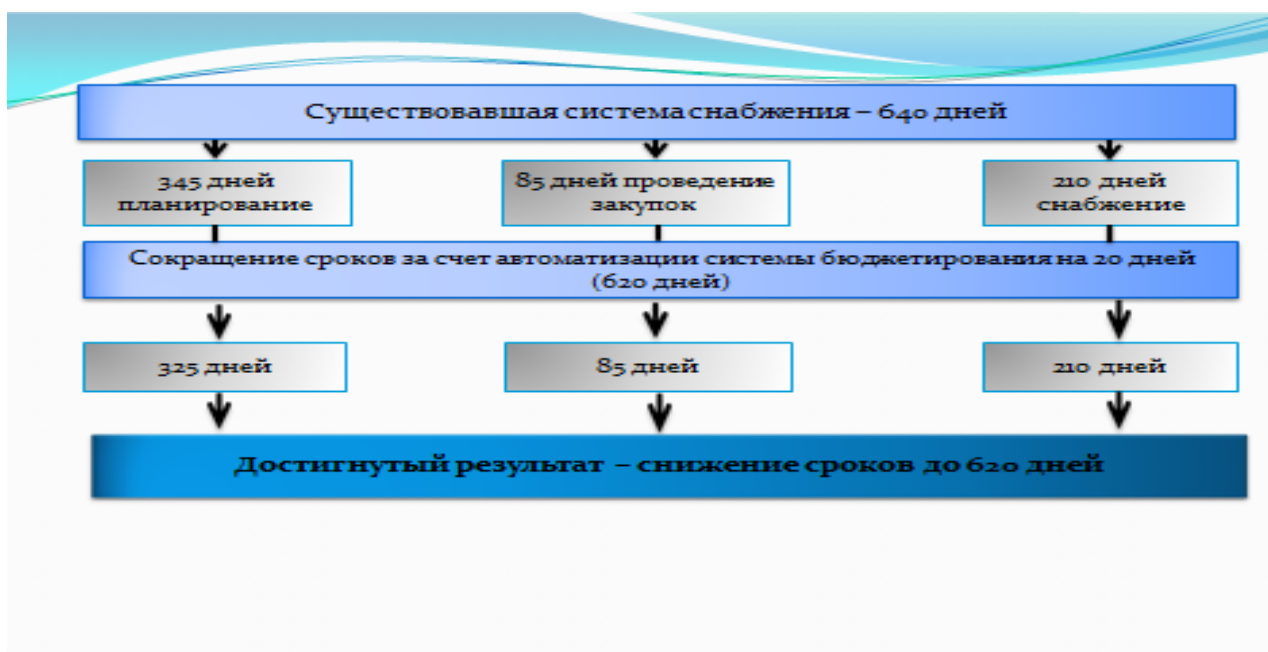 Существовавшая система снабжения – 640 дней
345 дней
планирование
85 дней проведение
закупок
210 дней
снабжение
Сокращение сроков за счет автоматизации системы бюджетирования на 20 дней
(620 дней)
325 дней
85 дней
210 дней
Достигнутый результат – снижение сроков до 620 дней